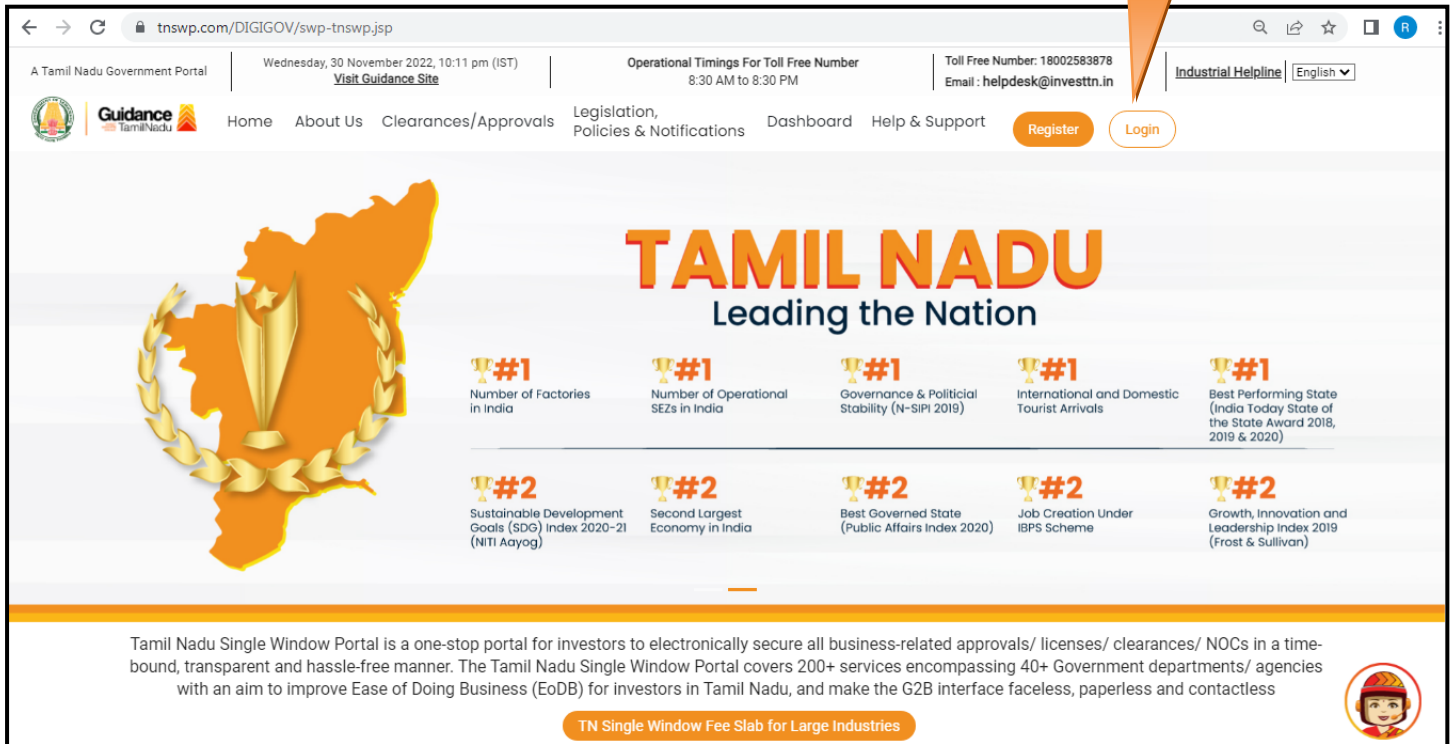 tnswp.com/DIGIGOV/swp-tnswp.jsp
R
A Tamil Nadu Government Portal
Wednesday, 30 November 2022, 10:11 pm (IST)
Visit Guidance Site
Operational Timings For Toll Free Number
8:30 AM to 8:30 PM
Toll Free Number: 18002583878
Email : helpdesk@investtn.in
Industrial Helpline
English
Guidance
TamilNadu
Home
About Us
Clearances/Approvals
Legislation,
Policies & Notifications
Dashboard
Help & Support
Register
Login
TAMIL NADU
Leading the Nation
#1
Number of Factories
in India
#1
Number of Operational
SEZs in India
#1
Governance & Politicial
Stability (N-SIPI 2019)
#1
International and Domestic
Tourist Arrivals
#1
Best Performing State
(India Today State of
the State Award 2018,
2019 & 2020)
#2
Sustainable Development
Goals (SDG) Index 2020-21
(NITI Aayog)
#2
Second Largest
Economy in India
#2
Best Governed State
(Public Affairs Index 2020)
#2
Job Creation Under
IBPS Scheme
#2
Growth, Innovation and
Leadership Index 2019
(Frost & Sullivan)
Tamil Nadu Single Window Portal is a one-stop portal for investors to electronically secure all business-related approvals/ licenses/ clearances/ NOCs in a time-
bound, transparent and hassle-free manner. The Tamil Nadu Single Window Portal covers 200+ services encompassing 40+ Government departments/ agencies
with an aim to improve Ease of Doing Business (EoDB) for investors in Tamil Nadu, and make the G2B interface faceless, paperless and contactless
TN Single Window Fee Slab for Large Industries